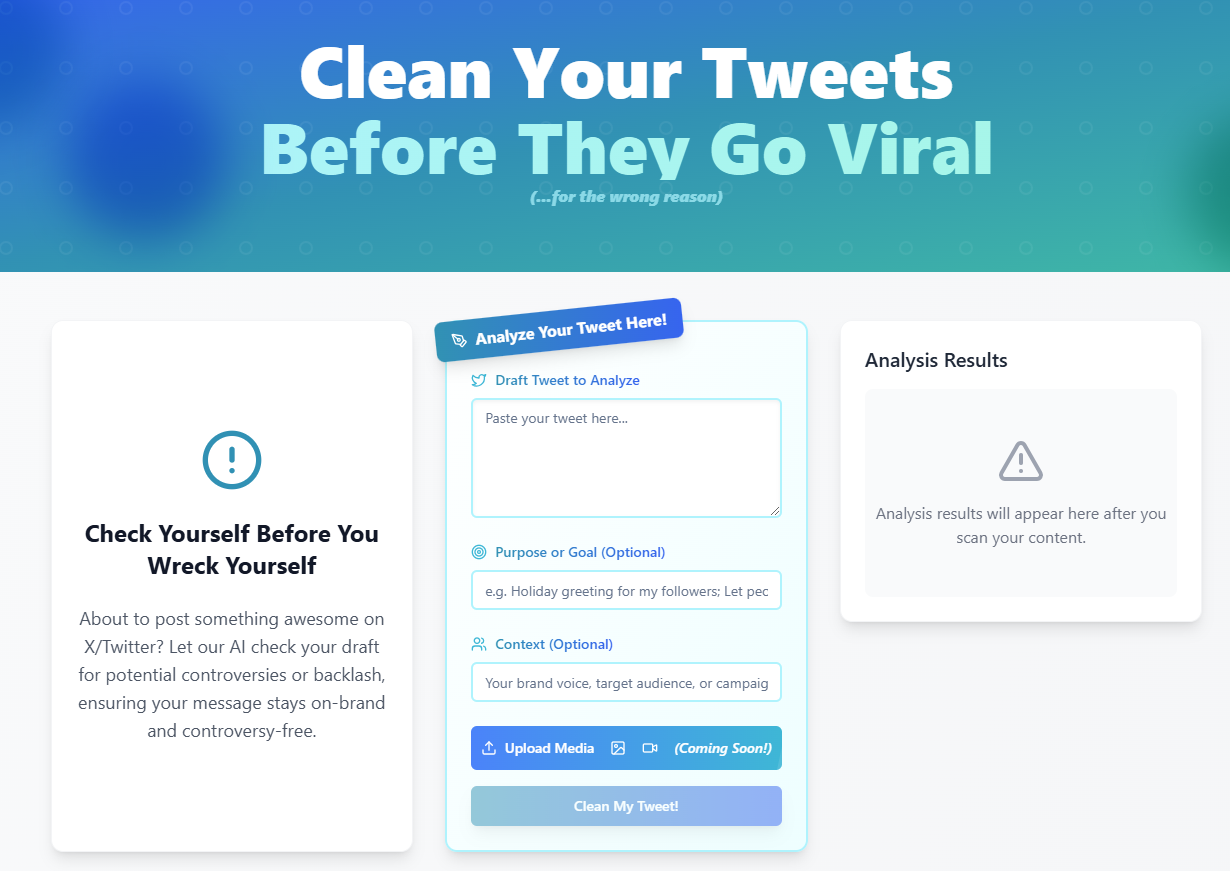 Clean Your Tweets
Before They Go Viral
(...for the wrong reason)
Check Yourself Before You
Wreck Yourself
About to post something awesome on
X/Twitter? Let our AI check your draft
for potential controversies or backlash,
ensuring your message stays on-brand
and controversy-free.
Analyze Your Tweet Here!
Draft Tweet to Analyze
Paste your tweet here...
Purpose or Goal (Optional)
e.g. Holiday greeting for my followers; Let pec
Context (Optional)
Your brand voice, target audience, or campaig
Upload Media (Coming Soon!)
Clean My Tweet!
Analysis Results
Analysis results will appear here after you
scan your content.